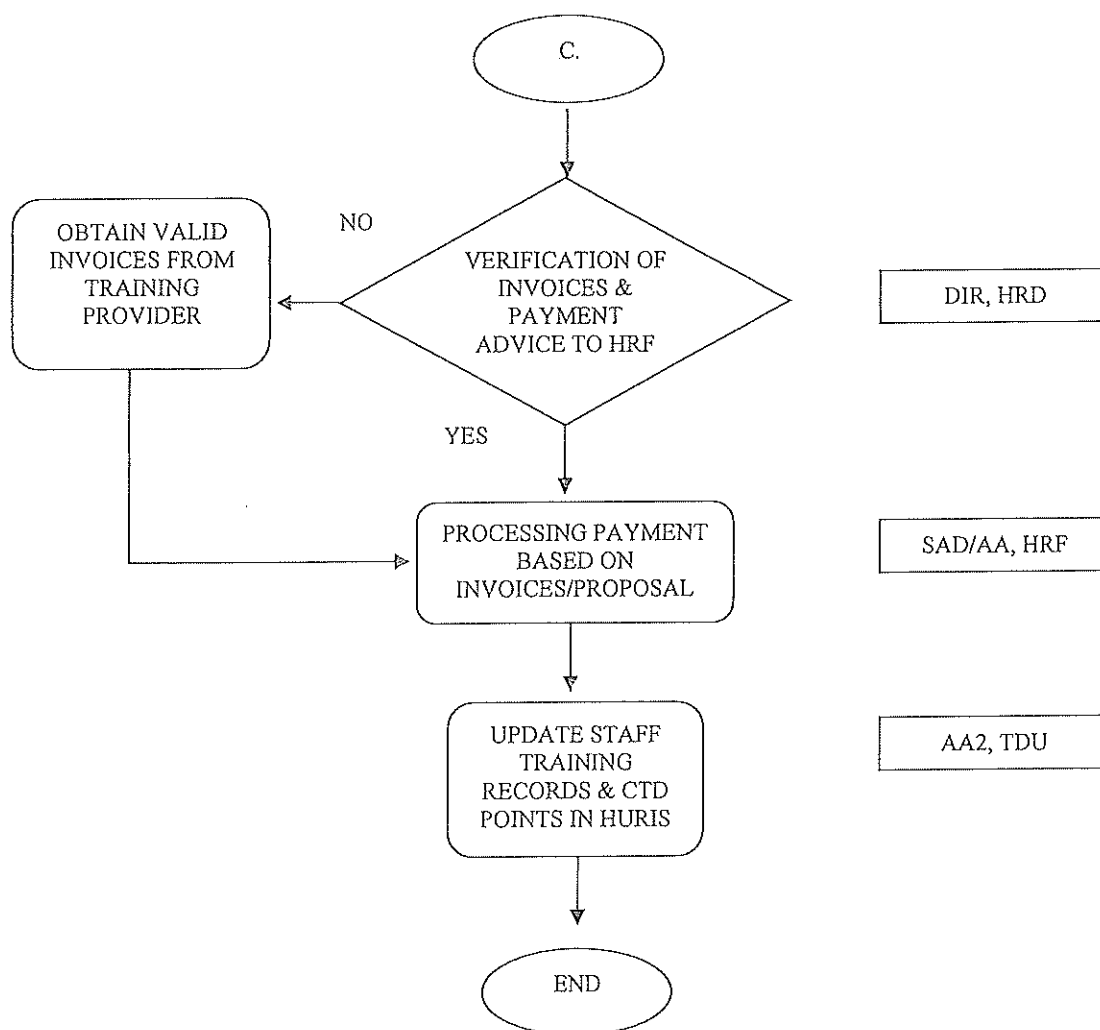 C.
NO
OBTAIN VALID
INVOICES FROM
TRAINING
PROVIDER
VERIFICATION OF
INVOICES &
PAYMENT
ADVICE TO HRF
DIR, HRD
YES
PROCESSING PAYMENT
BASED ON
INVOICES/PROPOSAL
SAD/AA, HRF
UPDATE STAFF
TRAINING
RECORDS & CTD
POINTS IN HURIS
AA2, TDU
END